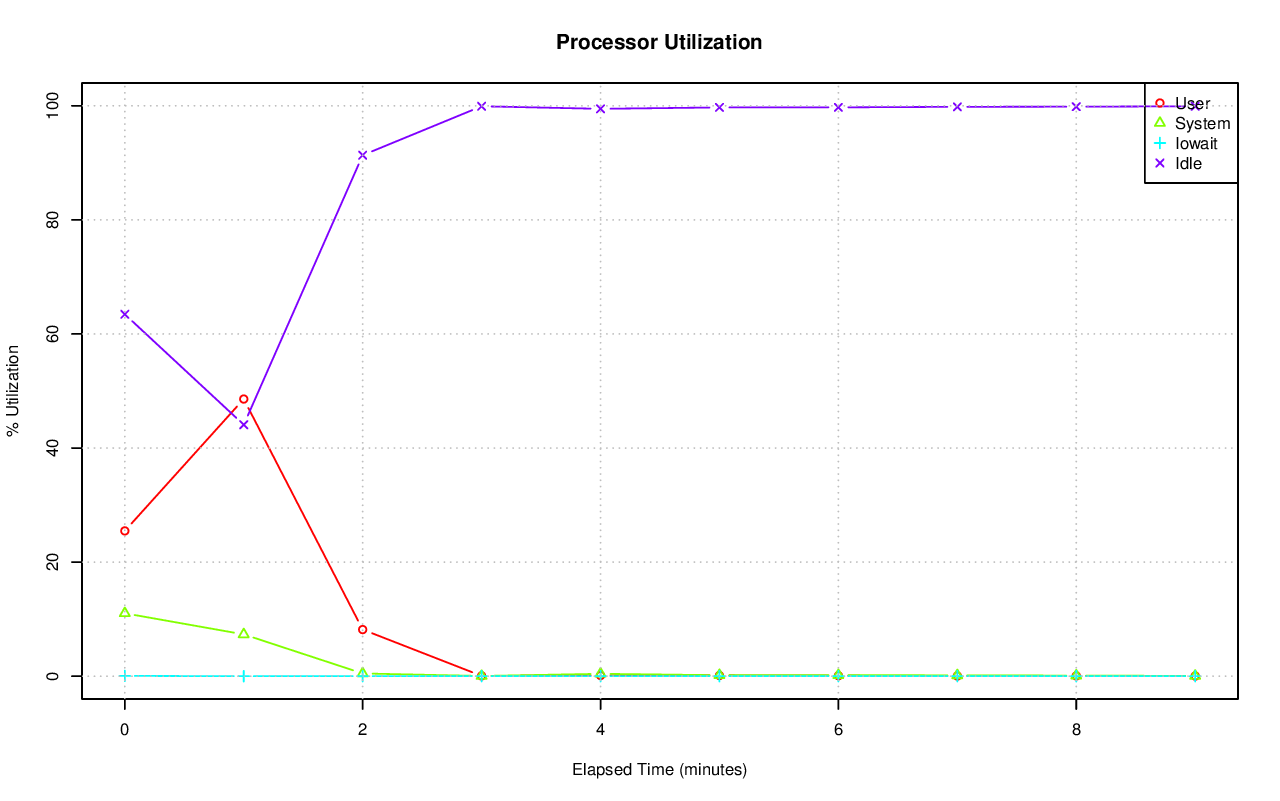 Processor Utilization
100
80
60
40
20
0
% Utilization
User
System
Iowait
Idle
0 2 4 6 8
Elapsed Time (minutes)